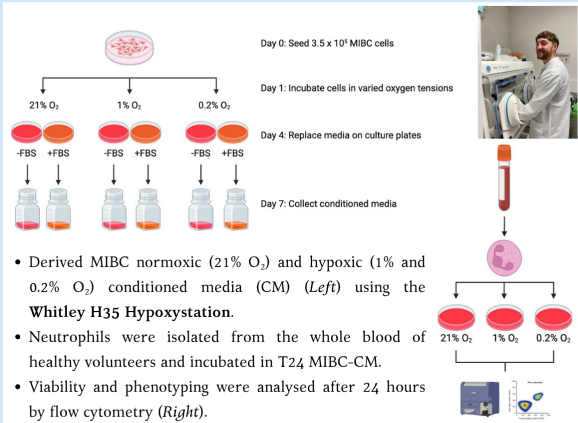 Day 0: Seed 3.5 x 10⁵ MIBC cells
Day 1: Incubate cells in varied oxygen tensions
21% O₂ 1% O₂ 0.2% O₂
Day 4: Replace media on culture plates
-FBS +FBS -FBS +FBS -FBS +FBS
Day 7: Collect conditioned media
• Derived MIBC normoxic (21% O₂) and hypoxic (1% and
0.2% O₂) conditioned media (CM) (Left) using the
Whitley H35 Hypoxystation.
• Neutrophils were isolated from the whole blood of
healthy volunteers and incubated in T24 MIBC-CM.
• Viability and phenotyping were analysed after 24 hours
by flow cytometry (Right).
21% O₂ 1% O₂ 0.2% O₂